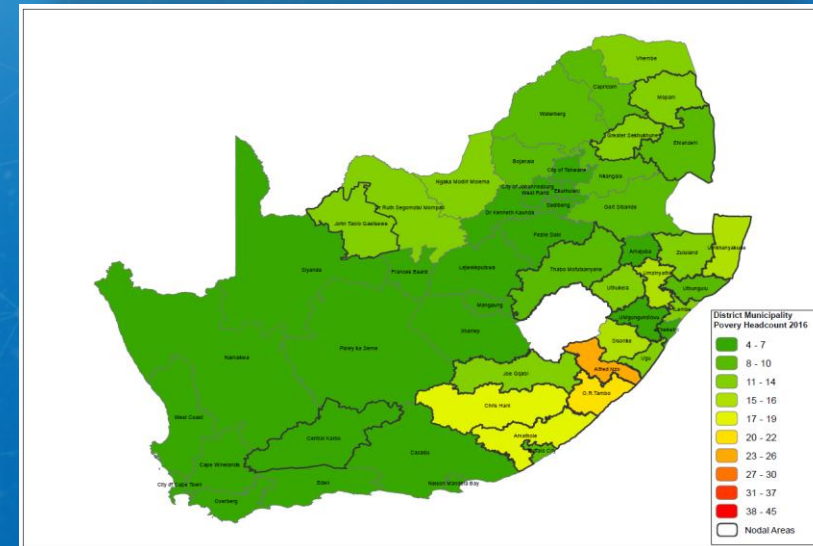 Vhembe
Capricorn
Mopani
Waterberg
Greater Sekhukhune
Ehlanzeni
Bojanala
City of Tshwane
Nkangala
Ngaka Modiri Molema
City of Johannesburg
West Rand
Ekurhuleni
Sedibeng
Gert Sibande
Dr Ruth Segomotsi Mompati
Dr Kenneth Kaunda
John Taolo Gaetsewe
Fezile Dabi
Amajuba
Zululand
Umkhanyakude
Siyanda
Frances Baard
Lejweleputswa
Thabo Mofutsanyane
Umzinyathi
Uthukela
Uthungulu
iLembe
Mangaung
Umgungundlovu
eThekwini
Xhariep
Sisonke
Ugu
Namakwa
Pixley ka Seme
Joe Gqabi
Alfred Nzo
O.R.Tambo
Chris Hani
West Coast
Central Karoo
Amathole
Buffalo City
Cape Winelands
Cacadu
City of Cape Town
Eden
Nelson Mandela Bay
Overberg
District Municipality
Povery Headcount 2016
4 - 7
8 - 10
11 - 14
15 - 16
17 - 19
20 - 22
23 - 26
27 - 30
31 - 37
38 - 45
Nodal Areas